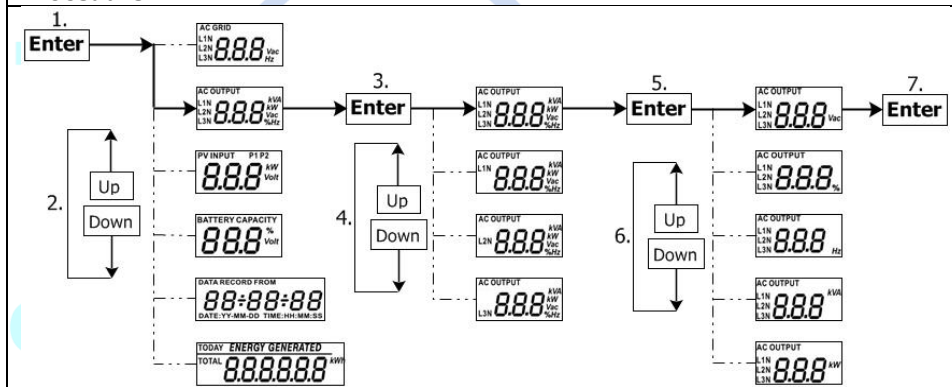 1.
Enter
2.
Up
Down
AC GRID
L1N
L2N
L3N
8.8.8 Vac
Hz
AC OUTPUT
L1N
L2N
L3N
8.8.8 kVA
kW
Vac
%Hz
PV INPUT P1 P2
8.8.8 kW
Volt
BATTERY CAPACITY
8.8.8 %
Volt
DATA RECORD FROM
88:88:88
DATE:YY-MM-DD TIME:HH:MM:SS
TODAY ENERGY GENERATED
TOTAL 8.8.8.8.8.8 kWh
3.
Enter
4.
Up
Down
AC OUTPUT
L1N
L2N
L3N
8.8.8 kVA
kW
Vac
%Hz
AC OUTPUT
L1N 8.8.8 kVA
kW
Vac
%Hz
AC OUTPUT
L2N 8.8.8 kVA
kW
Vac
%Hz
AC OUTPUT
L3N 8.8.8 kVA
kW
Vac
%Hz
5.
Enter
6.
Up
Down
AC OUTPUT
L1N
L2N
L3N
8.8.8 Vac
AC OUTPUT
L1N
L2N
L3N
8.8.8 %
AC OUTPUT
L1N
L2N
L3N
8.8.8 Hz
AC OUTPUT
L1N
L2N
L3N
8.8.8 kVA
AC OUTPUT
L1N
L2N
L3N
8.8.8 kW
7.
Enter